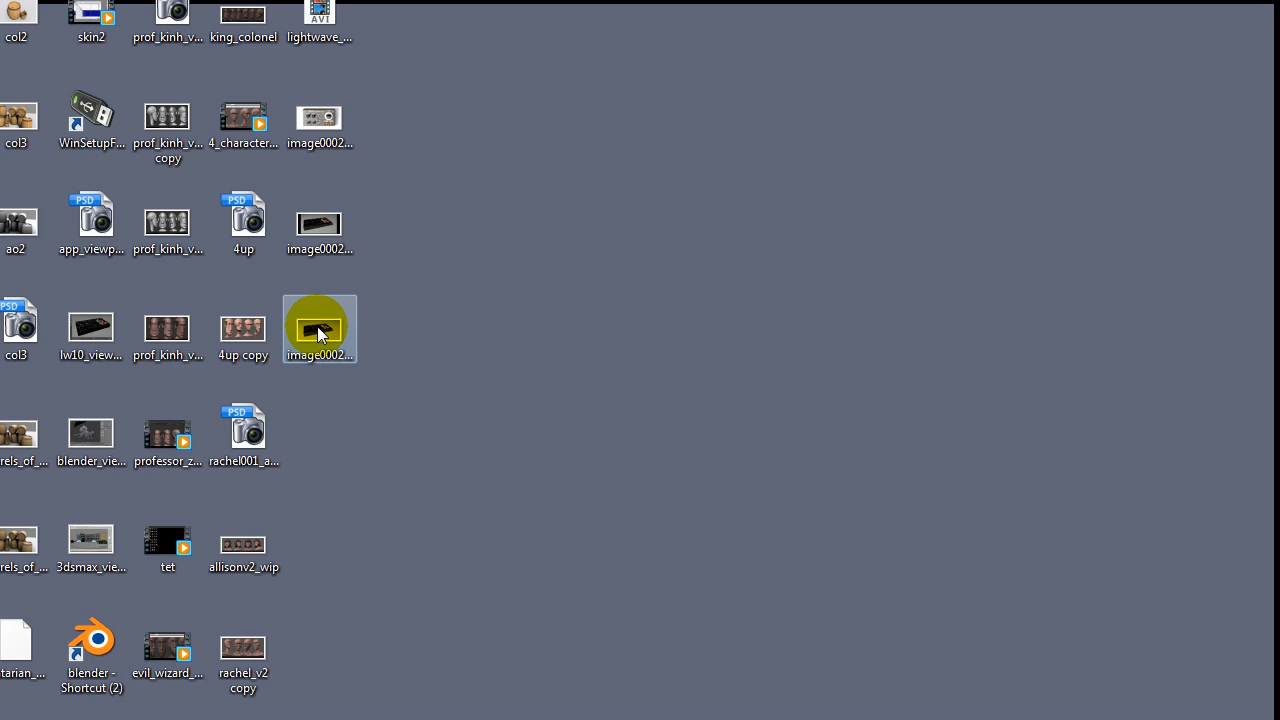 col2
skin2
prof_kinh_v...
king_colonel
AVI
lightwave_...
col3
WinSetupF...
prof_kinh_v...
copy
4_character...
image0002...
ao2
PSD
app_viewp...
prof_kinh_v...
PSD
4up
image0002...
PSD
col3
lw10_view...
prof_kinh_v...
4up copy
image0002...
rels_of_...
blender_vie...
professor_z...
PSD
rachel001_a...
rels_of_...
3dsmax_vie...
tet
allisonv2_wip
tarian_...
blender -
Shortcut (2)
evil_wizard_...
rachel_v2
copy